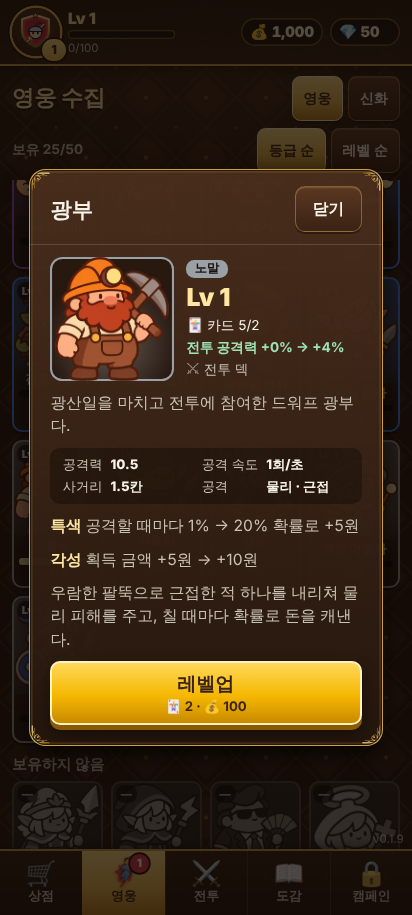 Lv 1
0/100
1
💰 1,000
💎 50
영웅 수집
영웅
신화
보유 25/50
등급 순
레벨 순
광부
닫기
노말
Lv 1
🃏 카드 5/2
전투 공격력 +0% → +4%
⚔ 전투 덱
광산일을 마치고 전투에 참여한 드워프 광부
다.
공격력 10.5 공격 속도 1회/초
사거리 1.5칸 공격 물리 · 근접
특색 공격할 때마다 1% → 20% 확률로 +5원
각성 획득 금액 +5원 → +10원
우람한 팔뚝으로 근접한 적 하나를 내리쳐 물
리 피해를 주고, 칠 때마다 확률로 돈을 캐낸
다.
레벨업
🃏 2 · 💰 100
보유하지 않음
v0.1.9
상점
영웅
1
전투
도감
캠페인